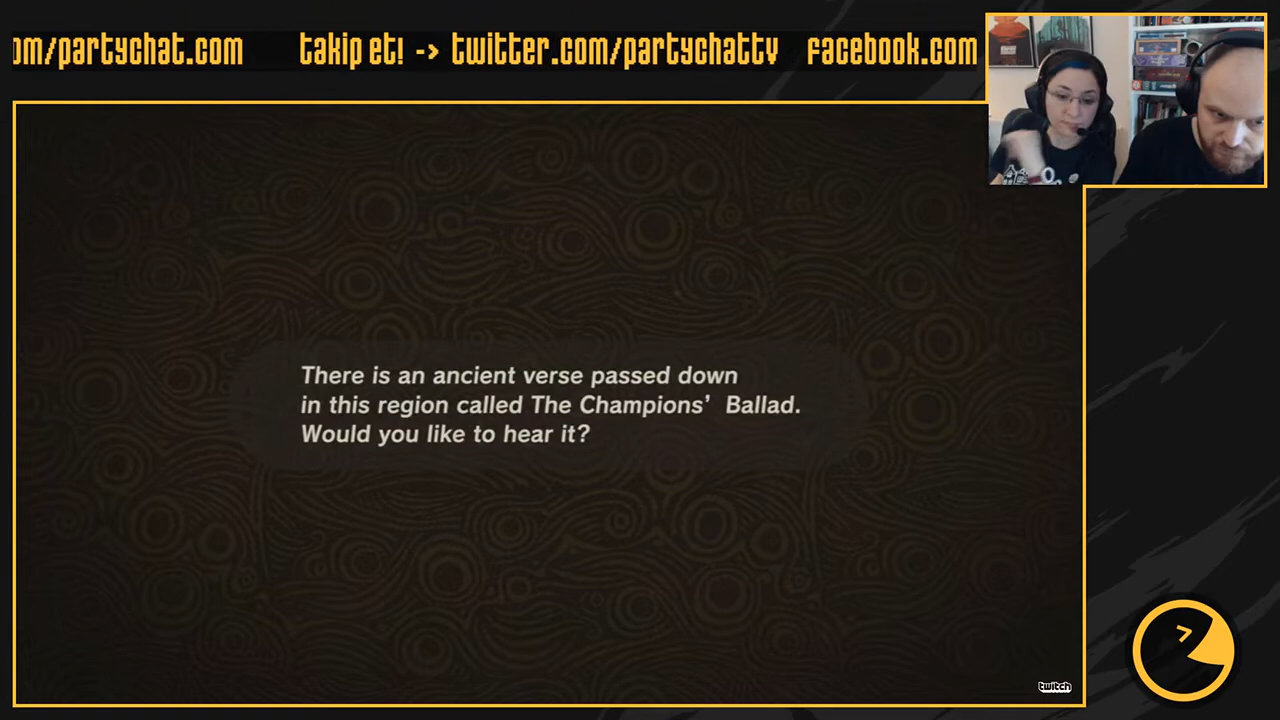 om/partychat.com takip et! -> twitter.com/partychattv facebook.com
There is an ancient verse passed down
in this region called The Champions' Ballad.
Would you like to hear it?
twitch